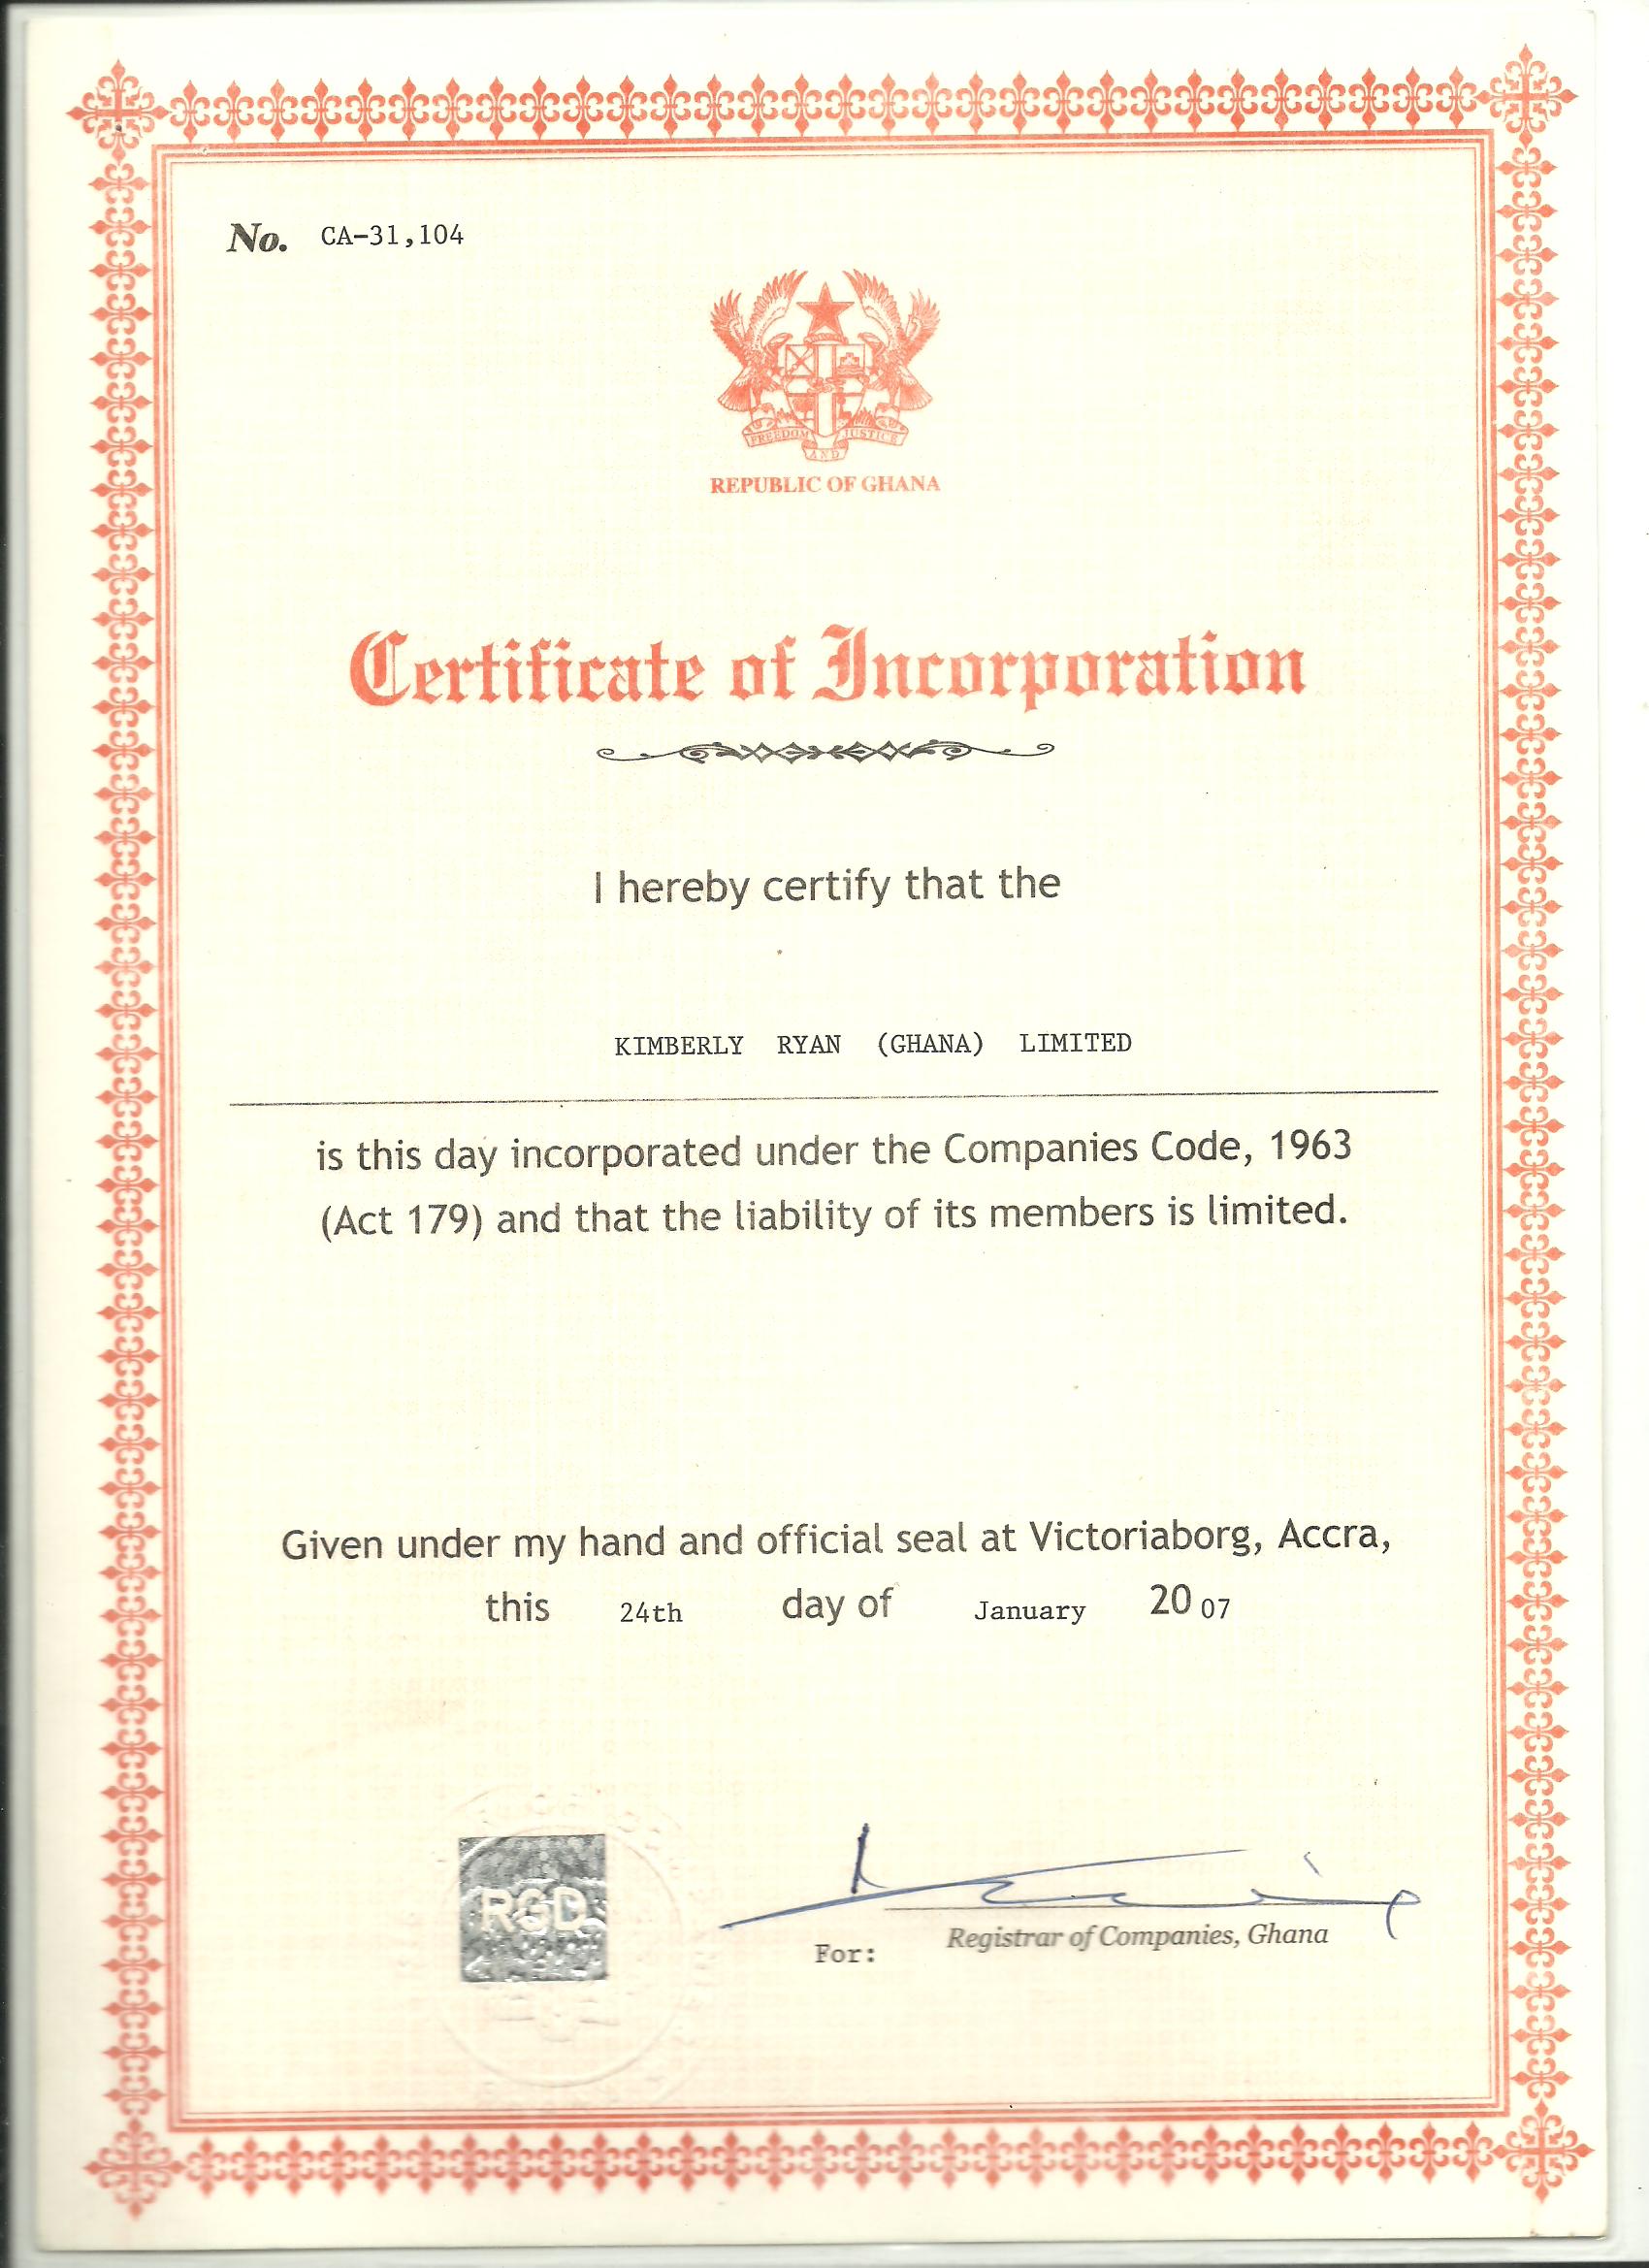 No. CA-31,104
FREEDOM AND JUSTICE
REPUBLIC OF GHANA
Certificate of Incorporation
I hereby certify that the
KIMBERLY RYAN (GHANA) LIMITED
is this day incorporated under the Companies Code, 1963
(Act 179) and that the liability of its members is limited.
Given under my hand and official seal at Victoriaborg, Accra,
this 24th day of January 20 07
RGD
For: Registrar of Companies, Ghana